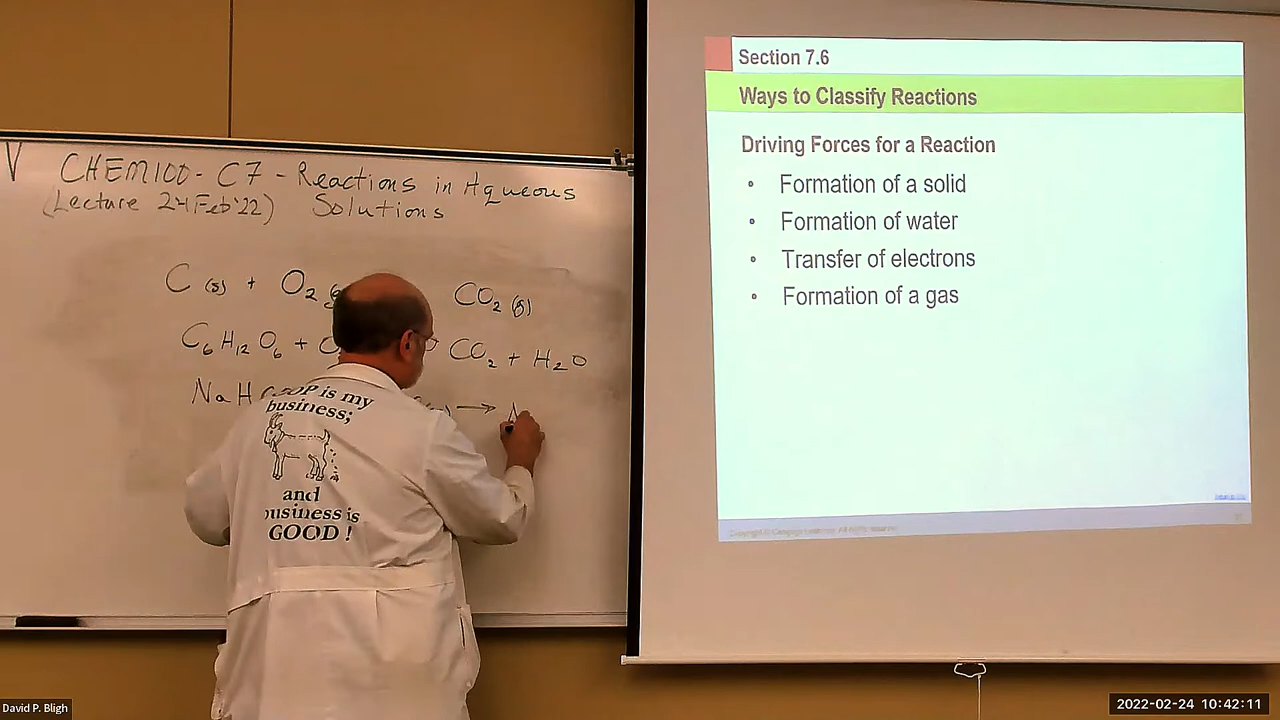 V CHEM100 - C7 - Reactions in Aqueous
(Lecture 24 Feb '22) Solutions
C (s) + O2 (g CO2 (g)
C6H12O6 + CO2 + H2O
NaH →
is my
business;
and
business is
GOOD !
Section 7.6
Ways to Classify Reactions
Driving Forces for a Reaction
• Formation of a solid
• Formation of water
• Transfer of electrons
• Formation of a gas
David P. Bligh
2022-02-24 10:42:11